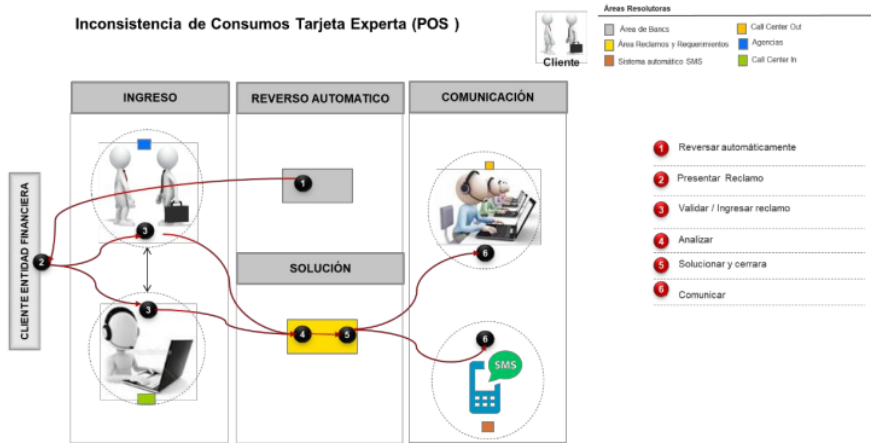 Inconsistencia de Consumos Tarjeta Experta (POS )
Cliente
Áreas Resolutoras
Área de Bancs
Área Reclamos y Requerimientos
Sistema automático SMS
Call Center Out
Agencias
Call Center In
INGRESO
REVERSO AUTOMATICO
COMUNICACIÓN
CLIENTE ENTIDAD FINANCIERA
1
2
3
3
SOLUCIÓN
4
5
6
6
SMS
1 Reversar automáticamente
2 Presentar Reclamo
3 Validar / Ingresar reclamo
4 Analizar
5 Solucionar y cerrara
6 Comunicar